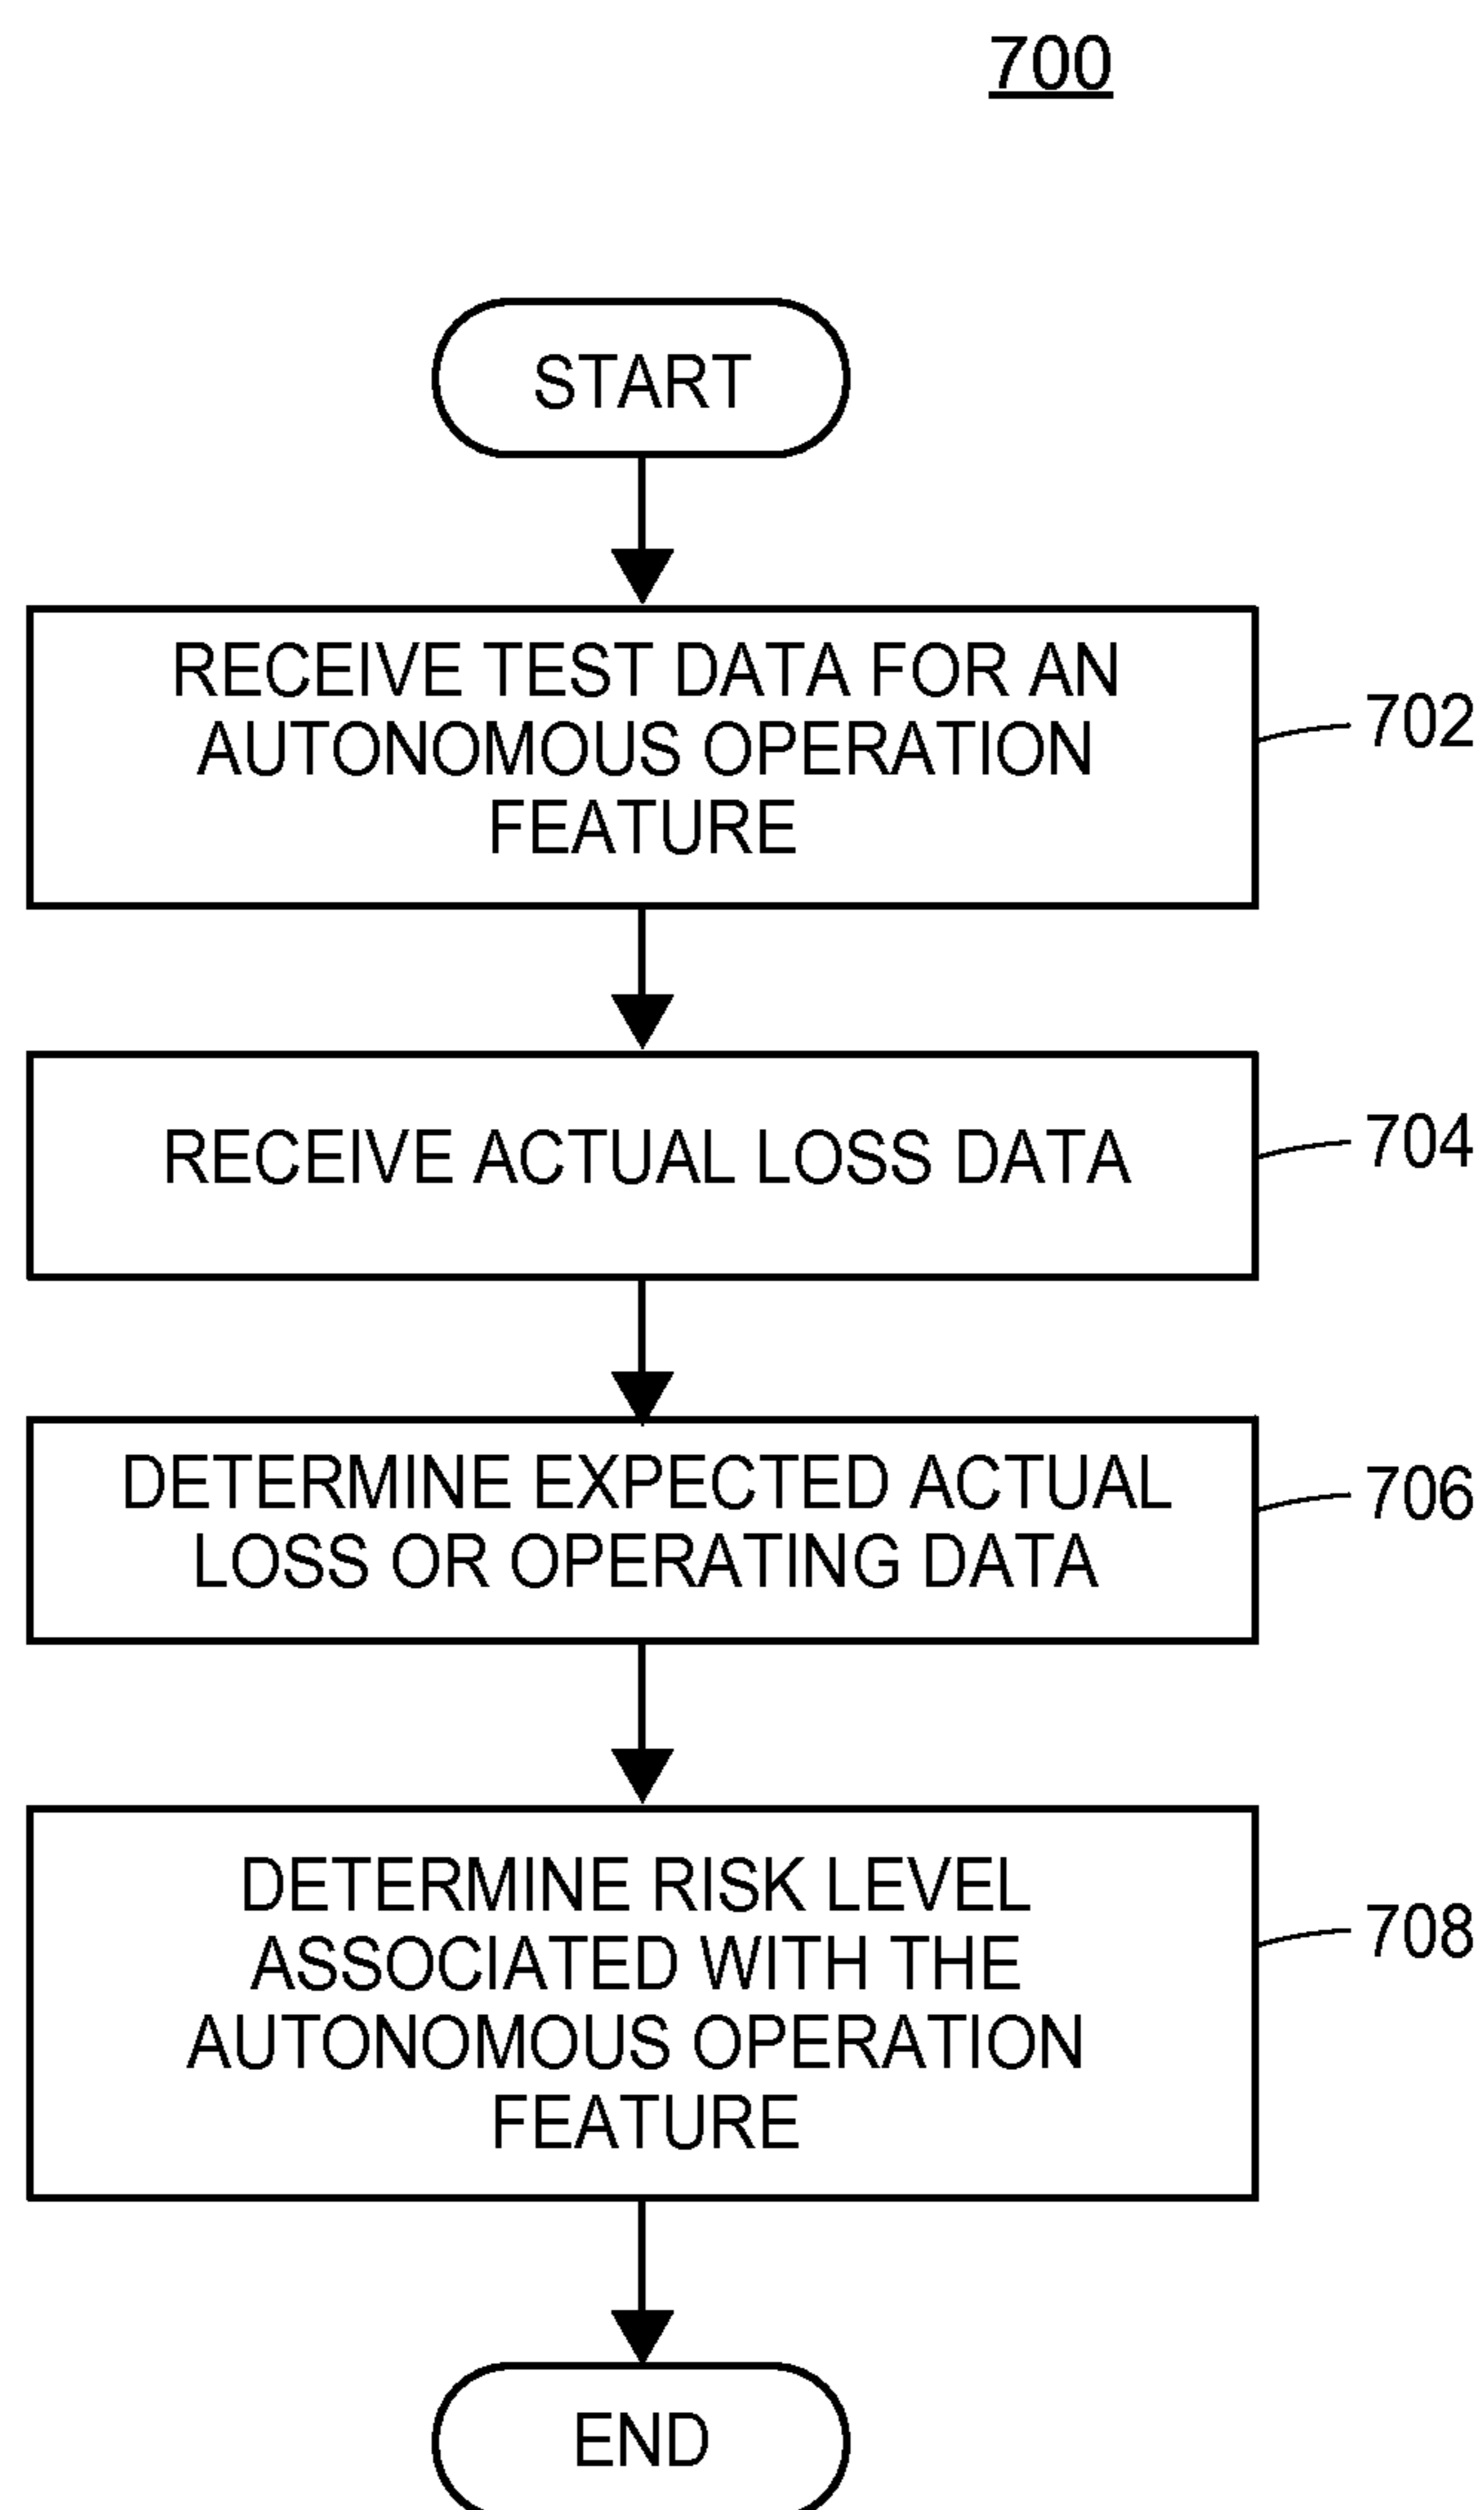 700
START
RECEIVE TEST DATA FOR AN
AUTONOMOUS OPERATION
FEATURE
702
RECEIVE ACTUAL LOSS DATA
704
DETERMINE EXPECTED ACTUAL
LOSS OR OPERATING DATA
706
DETERMINE RISK LEVEL
ASSOCIATED WITH THE
AUTONOMOUS OPERATION
FEATURE
708
END